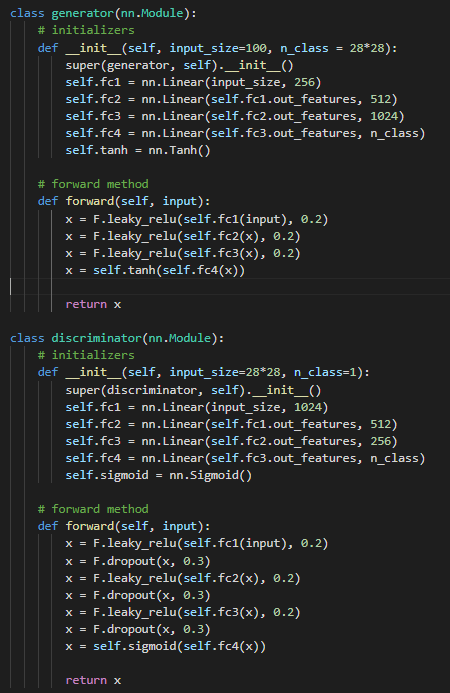 class generator(nn.Module):
    # initializers
    def __init__(self, input_size=100, n_class = 28*28):
        super(generator, self).__init__()
        self.fc1 = nn.Linear(input_size, 256)
        self.fc2 = nn.Linear(self.fc1.out_features, 512)
        self.fc3 = nn.Linear(self.fc2.out_features, 1024)
        self.fc4 = nn.Linear(self.fc3.out_features, n_class)
        self.tanh = nn.Tanh()

    # forward method
    def forward(self, input):
        x = F.leaky_relu(self.fc1(input), 0.2)
        x = F.leaky_relu(self.fc2(x), 0.2)
        x = F.leaky_relu(self.fc3(x), 0.2)
        x = self.tanh(self.fc4(x))

        return x

class discriminator(nn.Module):
    # initializers
    def __init__(self, input_size=28*28, n_class=1):
        super(discriminator, self).__init__()
        self.fc1 = nn.Linear(input_size, 1024)
        self.fc2 = nn.Linear(self.fc1.out_features, 512)
        self.fc3 = nn.Linear(self.fc2.out_features, 256)
        self.fc4 = nn.Linear(self.fc3.out_features, n_class)
        self.sigmoid = nn.Sigmoid()

    # forward method
    def forward(self, input):
        x = F.leaky_relu(self.fc1(input), 0.2)
        x = F.dropout(x, 0.3)
        x = F.leaky_relu(self.fc2(x), 0.2)
        x = F.dropout(x, 0.3)
        x = F.leaky_relu(self.fc3(x), 0.2)
        x = F.dropout(x, 0.3)
        x = self.sigmoid(self.fc4(x))

        return x